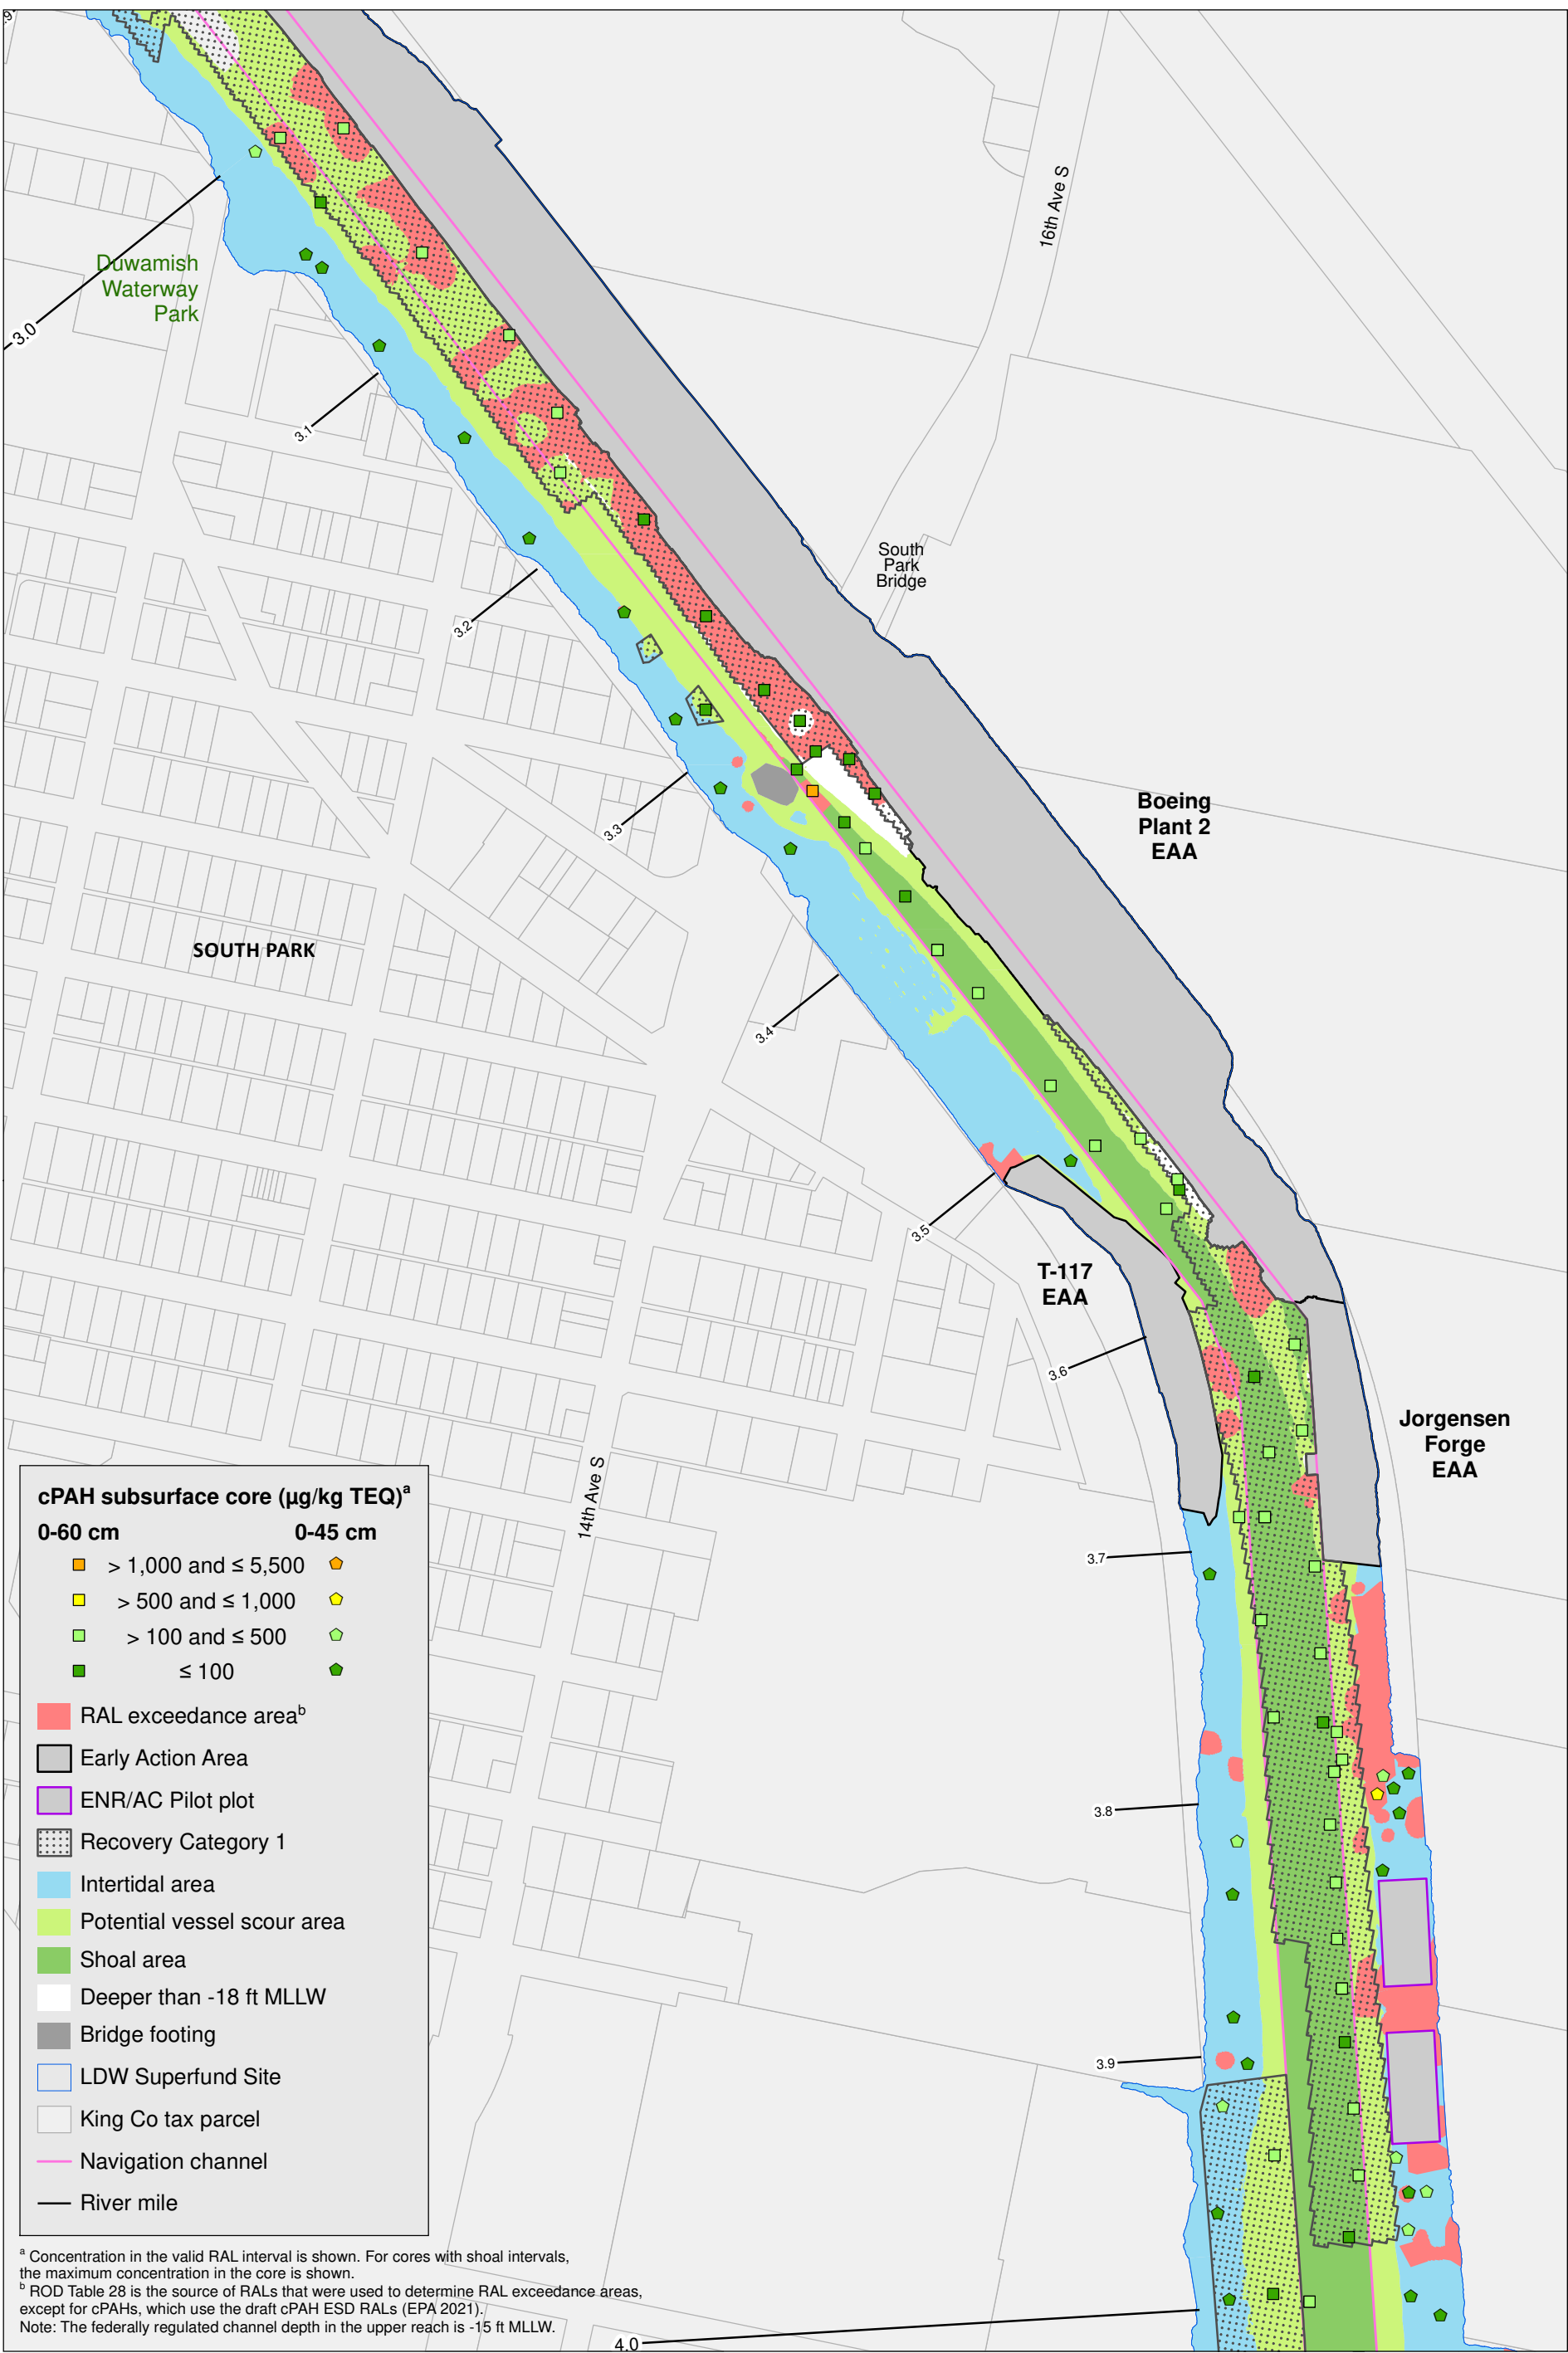 16th Ave S
Duwamish
Waterway
Park
3.0
3.1
South
Park
Bridge
3.2
Boeing
Plant 2
EAA
3.3
SOUTH PARK
3.4
3.5
T-117
EAA
3.6
Jorgensen
Forge
EAA
14th Ave S
3.7
3.8
3.9
4.0
cPAH subsurface core (µg/kg TEQ)a
0-60 cm 0-45 cm
> 1,000 and ≤ 5,500
> 500 and ≤ 1,000
> 100 and ≤ 500
≤ 100
RAL exceedance areab
Early Action Area
ENR/AC Pilot plot
Recovery Category 1
Intertidal area
Potential vessel scour area
Shoal area
Deeper than -18 ft MLLW
Bridge footing
LDW Superfund Site
King Co tax parcel
Navigation channel
River mile
a Concentration in the valid RAL interval is shown. For cores with shoal intervals,
the maximum concentration in the core is shown.
b ROD Table 28 is the source of RALs that were used to determine RAL exceedance areas,
except for cPAHs, which use the draft cPAH ESD RALs (EPA 2021).
Note: The federally regulated channel depth in the upper reach is -15 ft MLLW.